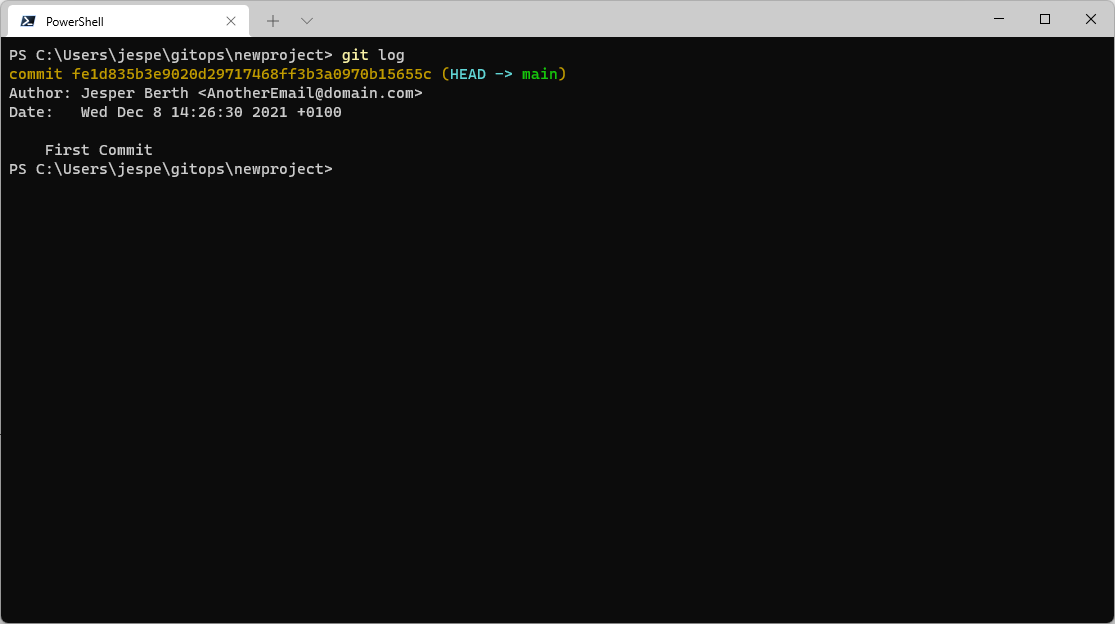 PowerShell
PS C:\Users\jespe\gitops\newproject> git log
commit fe1d835b3e9020d29717468ff3b3a0970b15655c (HEAD -> main)
Author: Jesper Berth <AnotherEmail@domain.com>
Date:   Wed Dec 8 14:26:30 2021 +0100
    First Commit
PS C:\Users\jespe\gitops\newproject>